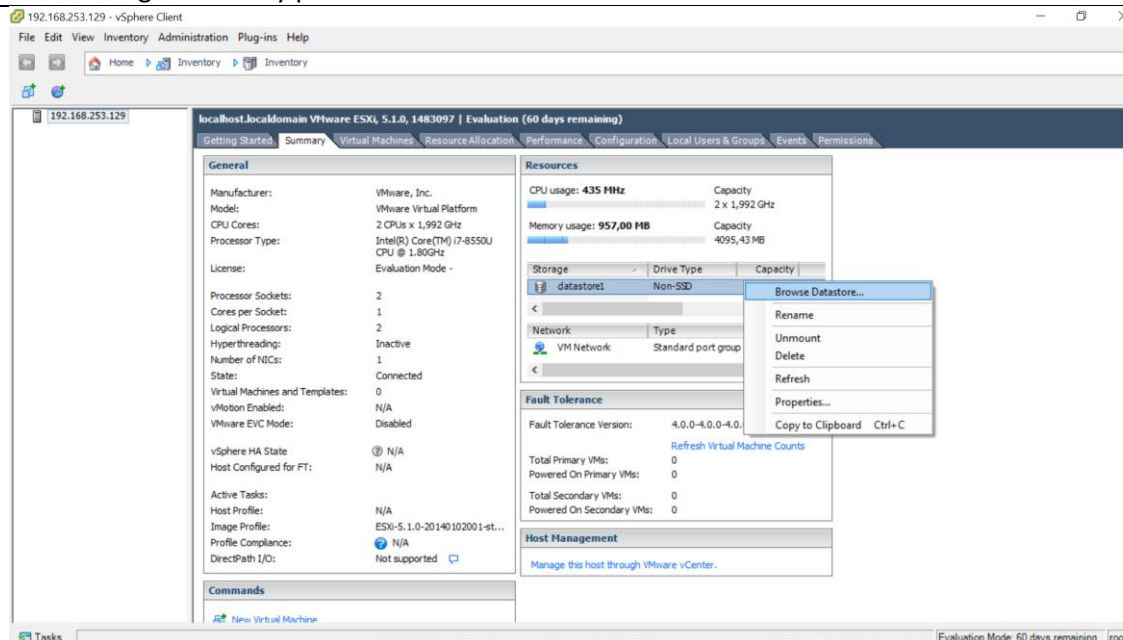 192.168.253.129 - vSphere Client
File Edit View Inventory Administration Plug-ins Help
Home Inventory Inventory
192.168.253.129
localhost.localdomain VMware ESXi, 5.1.0, 1483097 | Evaluation (60 days remaining)
Getting Started Summary Virtual Machines Resource Allocation Performance Configuration Local Users & Groups Events Permissions
General
Manufacturer: VMware, Inc.
Model: VMware Virtual Platform
CPU Cores: 2 CPUs x 1,992 GHz
Processor Type: Intel(R) Core(TM) i7-8550U
CPU @ 1.80GHz
License: Evaluation Mode -
Processor Sockets: 2
Cores per Socket: 1
Logical Processors: 2
Hyperthreading: Inactive
Number of NICs: 1
State: Connected
Virtual Machines and Templates: 0
vMotion Enabled: N/A
VMware EVC Mode: Disabled
vSphere HA State N/A
Host Configured for FT: N/A
Active Tasks:
Host Profile: N/A
Image Profile: ESXi-5.1.0-20140102001-st...
Profile Compliance: N/A
DirectPath I/O: Not supported
Commands
New Virtual Machine
Resources
CPU usage: 435 MHz Capacity
2 x 1,992 GHz
Memory usage: 957,00 MB Capacity
4095,43 MB
Storage Drive Type Capacity
datastore1 Non-SSD
Network Type
VM Network Standard port group
Browse Datastore...
Rename
Unmount
Delete
Refresh
Properties...
Copy to Clipboard Ctrl+C
Fault Tolerance
Fault Tolerance Version: 4.0.0-4.0.0-4.0.
Refresh Virtual Machine Counts
Total Primary VMs: 0
Powered On Primary VMs: 0
Total Secondary VMs: 0
Powered On Secondary VMs: 0
Host Management
Manage this host through VMware vCenter.
Tasks Evaluation Mode: 60 days remaining